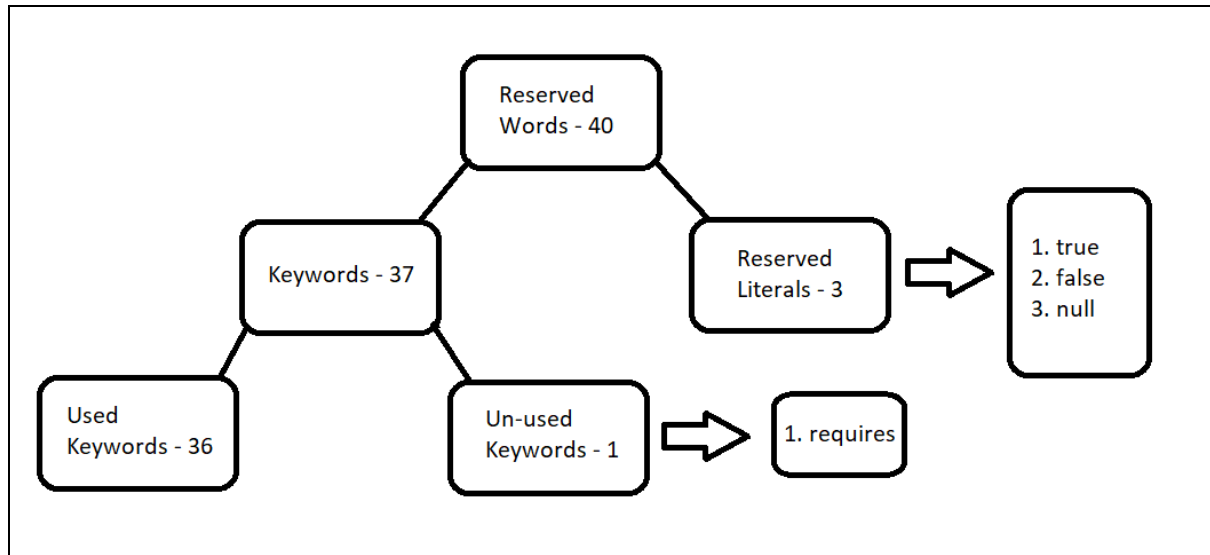 Reserved
Words - 40
Keywords - 37
Reserved
Literals - 3
1. true
2. false
3. null
Used
Keywords - 36
Un-used
Keywords - 1
1. requires